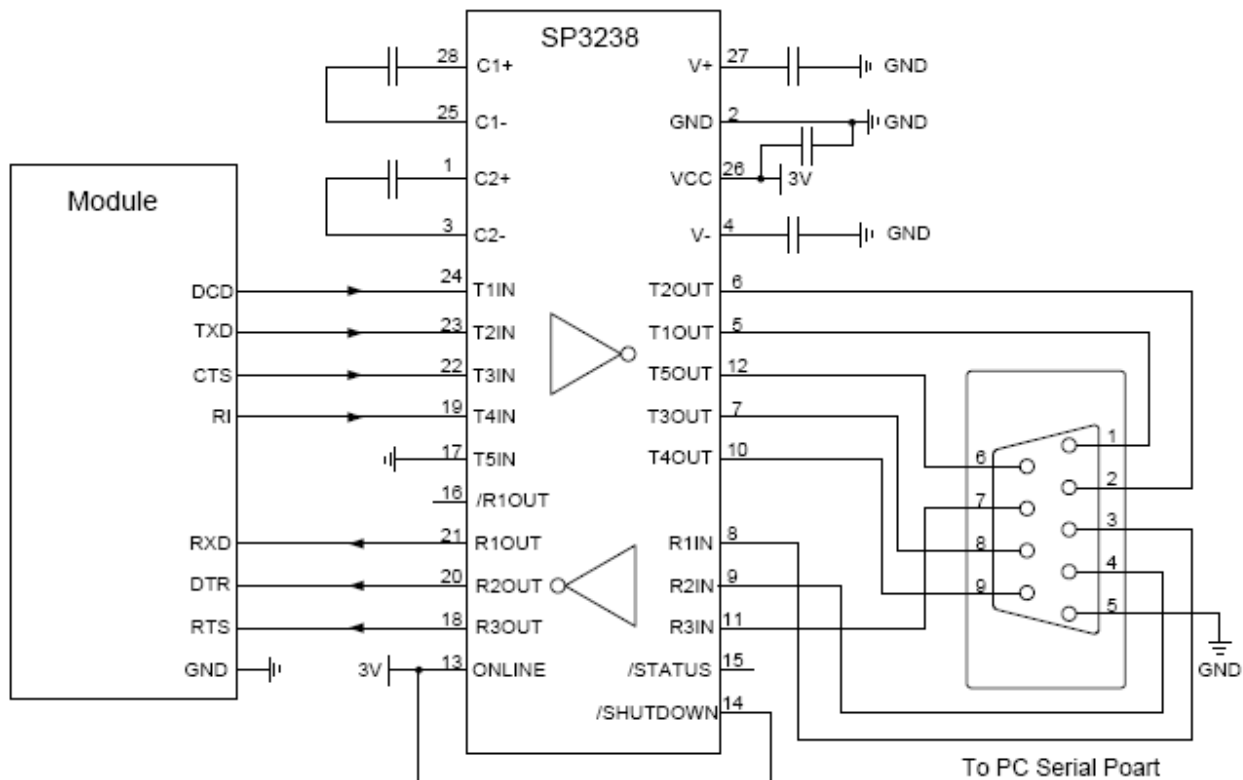 SP3238
28 C1+ V+ 27 GND
25 C1- GND 2 GND
1 C2+ VCC 26 3V
3 C2- V- 4 GND
Module
DCD 24 T1IN T2OUT 6
TXD 23 T2IN T1OUT 5
CTS 22 T3IN T5OUT 12
RI 19 T4IN T3OUT 7
17 T5IN T4OUT 10
16 /R1OUT
RXD 21 R1OUT R1IN 8
DTR 20 R2OUT R2IN 9
RTS 18 R3OUT R3IN 11
GND 3V 13 ONLINE /STATUS 15
/SHUTDOWN 14
1
6
2
7
3
8
4
9
5
GND
To PC Serial Poart